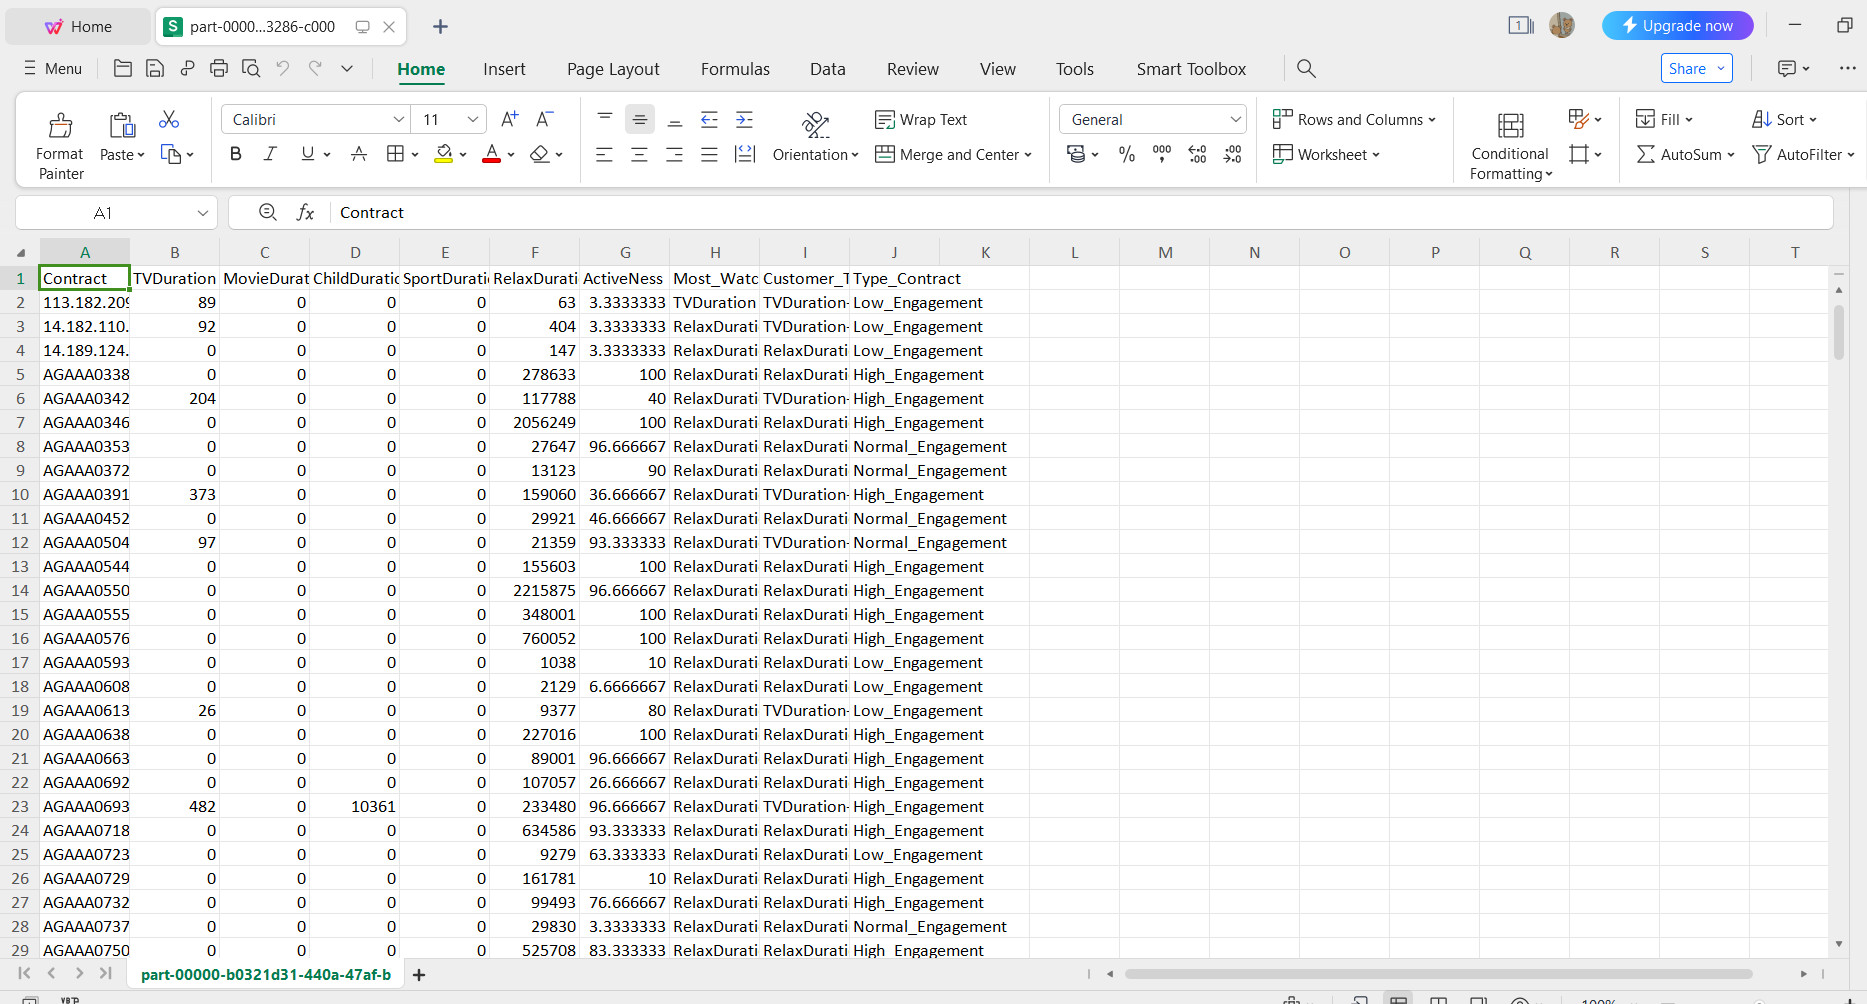 Home part-0000...3286-c000 1 Upgrade now
Menu Home Insert Page Layout Formulas Data Review View Tools Smart Toolbox Share
Format Painter Paste Calibri 11 A+ A- Wrap Text General Rows and Columns Conditional Formatting Fill Sort
B I U A A Orientation Merge and Center % Worksheet AutoSum AutoFilter
A1 fx Contract
A B C D E F G H I J K L M N O P Q R S T
1 Contract TVDuration MovieDurat ChildDuratic SportDurati RelaxDurati ActiveNess Most_Watc Customer_T Type_Contract
2 113.182.209 89 0 0 0 63 3.3333333 TVDuration TVDuration- Low_Engagement
3 14.182.110. 92 0 0 0 404 3.3333333 RelaxDurati TVDuration- Low_Engagement
4 14.189.124. 0 0 0 0 147 3.3333333 RelaxDurati RelaxDurati Low_Engagement
5 AGAAA0338 0 0 0 0 278633 100 RelaxDurati RelaxDurati High_Engagement
6 AGAAA0342 204 0 0 0 117788 40 RelaxDurati TVDuration- High_Engagement
7 AGAAA0346 0 0 0 0 2056249 100 RelaxDurati RelaxDurati High_Engagement
8 AGAAA0353 0 0 0 0 27647 96.666667 RelaxDurati RelaxDurati Normal_Engagement
9 AGAAA0372 0 0 0 0 13123 90 RelaxDurati RelaxDurati Normal_Engagement
10 AGAAA0391 373 0 0 0 159060 36.666667 RelaxDurati TVDuration- High_Engagement
11 AGAAA0452 0 0 0 0 29921 46.666667 RelaxDurati RelaxDurati Normal_Engagement
12 AGAAA0504 97 0 0 0 21359 93.333333 RelaxDurati TVDuration- Normal_Engagement
13 AGAAA0544 0 0 0 0 155603 100 RelaxDurati RelaxDurati High_Engagement
14 AGAAA0550 0 0 0 0 2215875 96.666667 RelaxDurati RelaxDurati High_Engagement
15 AGAAA0555 0 0 0 0 348001 100 RelaxDurati RelaxDurati High_Engagement
16 AGAAA0576 0 0 0 0 760052 100 RelaxDurati RelaxDurati High_Engagement
17 AGAAA0593 0 0 0 0 1038 10 RelaxDurati RelaxDurati Low_Engagement
18 AGAAA0608 0 0 0 0 2129 6.6666667 RelaxDurati RelaxDurati Low_Engagement
19 AGAAA0613 26 0 0 0 9377 80 RelaxDurati TVDuration- Low_Engagement
20 AGAAA0638 0 0 0 0 227016 100 RelaxDurati RelaxDurati High_Engagement
21 AGAAA0663 0 0 0 0 89001 96.666667 RelaxDurati RelaxDurati High_Engagement
22 AGAAA0692 0 0 0 0 107057 26.666667 RelaxDurati RelaxDurati High_Engagement
23 AGAAA0693 482 0 10361 0 233480 96.666667 RelaxDurati TVDuration- High_Engagement
24 AGAAA0718 0 0 0 0 634586 93.333333 RelaxDurati RelaxDurati High_Engagement
25 AGAAA0723 0 0 0 0 9279 63.333333 RelaxDurati RelaxDurati Low_Engagement
26 AGAAA0729 0 0 0 0 161781 10 RelaxDurati RelaxDurati High_Engagement
27 AGAAA0732 0 0 0 0 99493 76.666667 RelaxDurati RelaxDurati High_Engagement
28 AGAAA0737 0 0 0 0 29830 3.3333333 RelaxDurati RelaxDurati Normal_Engagement
29 AGAAA0750 0 0 0 0 525708 83.333333 RelaxDurati RelaxDurati High_Engagement
part-00000-b0321d31-440a-47af-b
100%